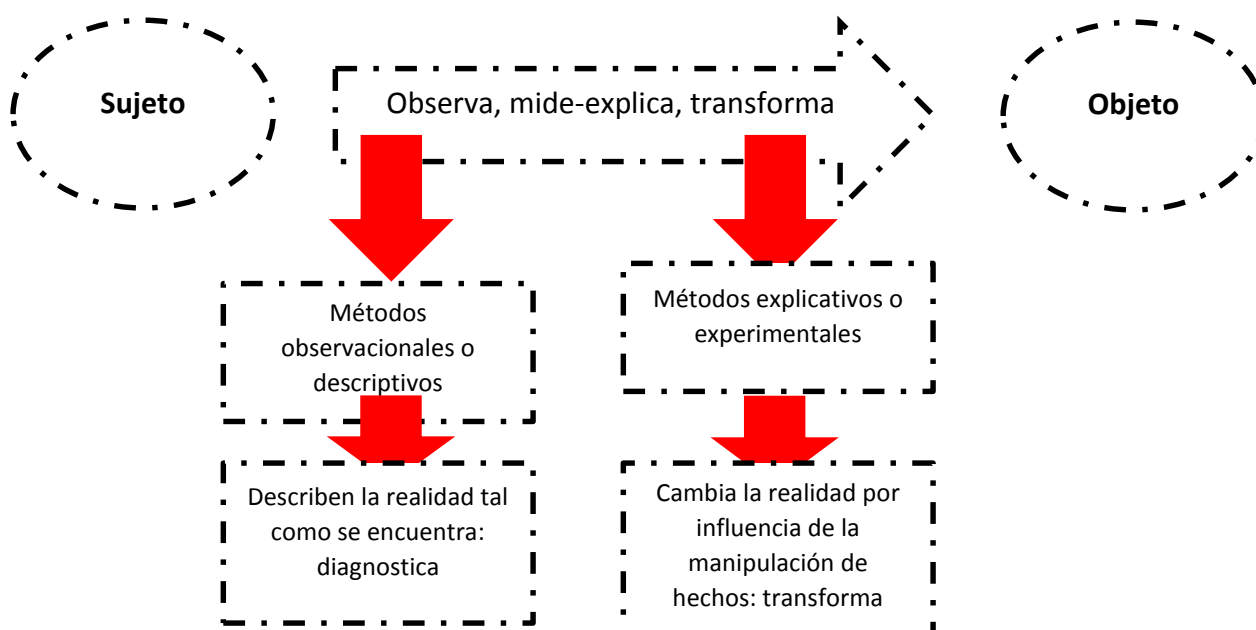 Sujeto
Observa, mide-explica, transforma
Objeto
Métodos
observacionales o
descriptivos
Métodos explicativos o
experimentales
Describen la realidad tal
como se encuentra:
diagnostica
Cambia la realidad por
influencia de la
manipulación de
hechos: transforma